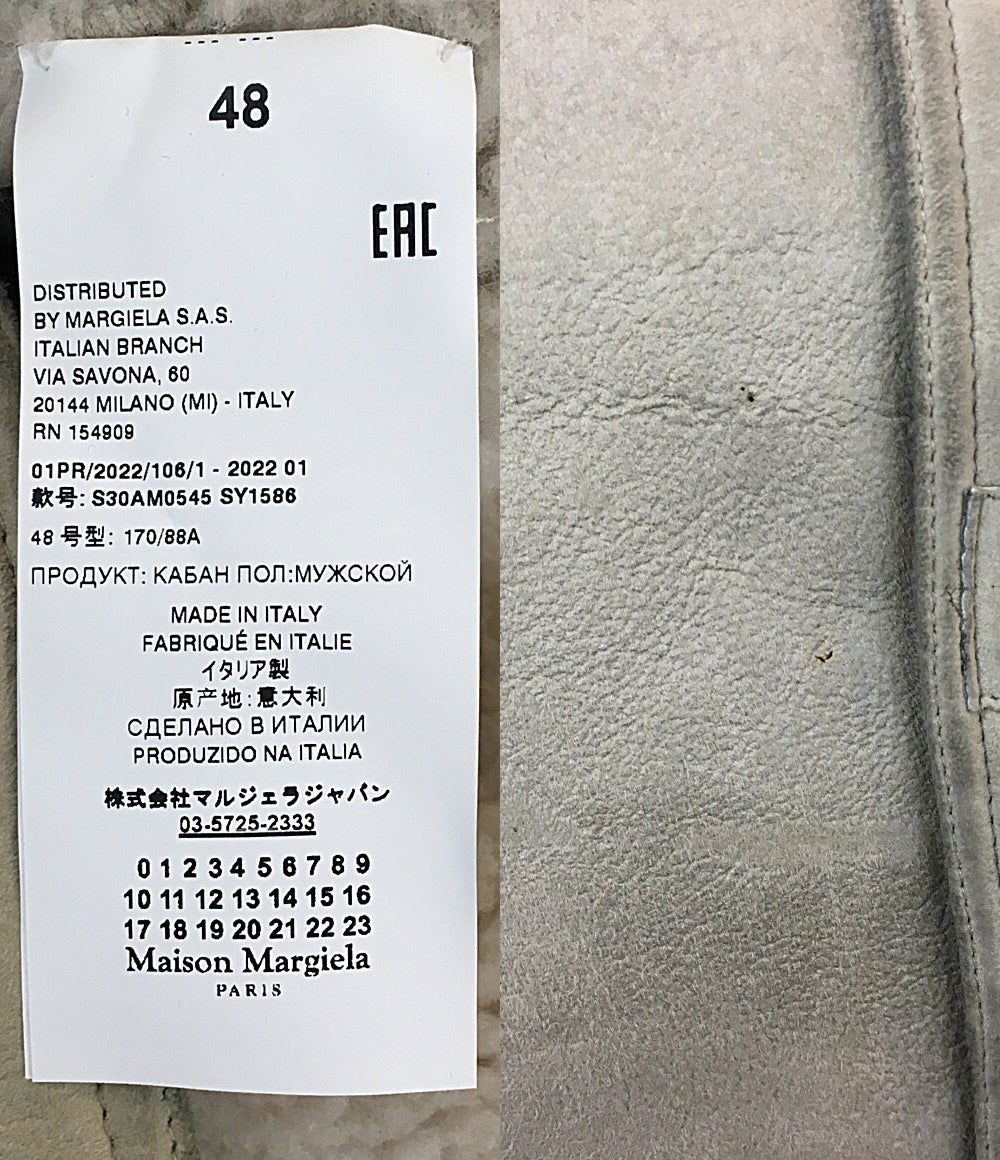 48
EAC
DISTRIBUTED
BY MARGIELA S.A.S.
ITALIAN BRANCH
VIA SAVONA, 60
20144 MILANO (MI) - ITALY
RN 154909
01PR/2022/106/1 - 2022 01
款号: S30AM0545 SY1586
48 号型: 170/88A
ПРОДУКТ: КАБАН ПОЛ:МУЖСКОЙ
MADE IN ITALY
FABRIQUÉ EN ITALIE
イタリア製
原产地:意大利
СДЕЛАНО В ИТАЛИИ
PRODUZIDO NA ITALIA
株式会社マルジェラジャパン
03-5725-2333
0 1 2 3 4 5 6 7 8 9
10 11 12 13 14 15 16
17 18 19 20 21 22 23
Maison Margiela
PARIS